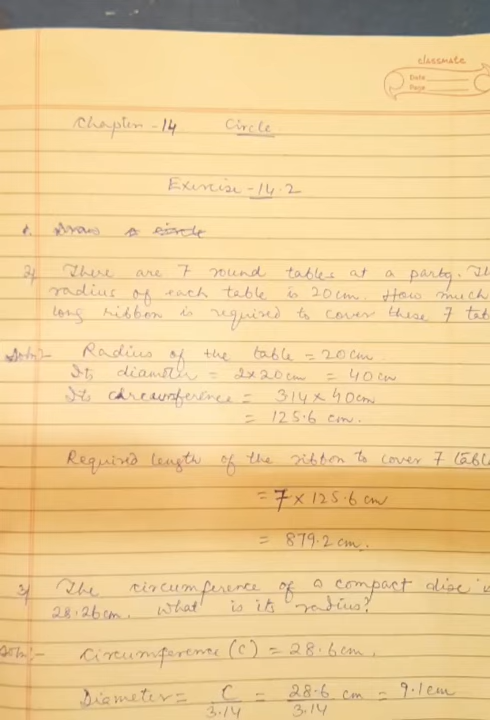 classmate
Date
Page
Chapter - 14 Circle
Exercise - 14.2
2) There are 7 round tables at a party. Th
radius of each table is 20cm. How much
long ribbon is required to cover these 7 tab
Soln:- Radius of the table = 20cm.
Its diameter = 2×20cm = 40cm
Its circumference = 3.14 × 40cm
= 125.6 cm.
Required length of the ribbon to cover 7 table
= 7 × 125.6 cm
= 879.2 cm.
3) The circumference of a compact disc i
28.26cm. What is its radius?
Soln:- Circumference (C) = 28.6cm.
Diameter = C/3.14 = 28.6/3.14 cm = 9.1cm